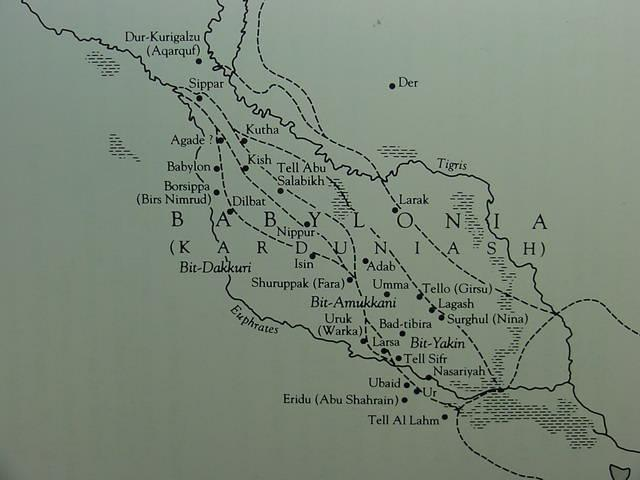 Dur-Kurigalzu
(Aqarquf)
Der
Sippar
Agade ?
Kutha
Babylon
Kish
Tell Abu
Salabikh
Tigris
Borsippa
(Birs Nimrud)
Dilbat
Larak
BABYLONIA
Nippur
(KARDUNIASH)
Isin
Bit-Dakkuri
Adab
Shuruppak (Fara)
Umma
Tello (Girsu)
Bit-Amukkani
Lagash
Euphrates
Uruk
(Warka)
Bad-tibira
Surghul (Nina)
Larsa
Bit-Yakin
Tell Sifr
Nasariyah
Ubaid
Ur
Eridu (Abu Shahrain)
Tell Al Lahm